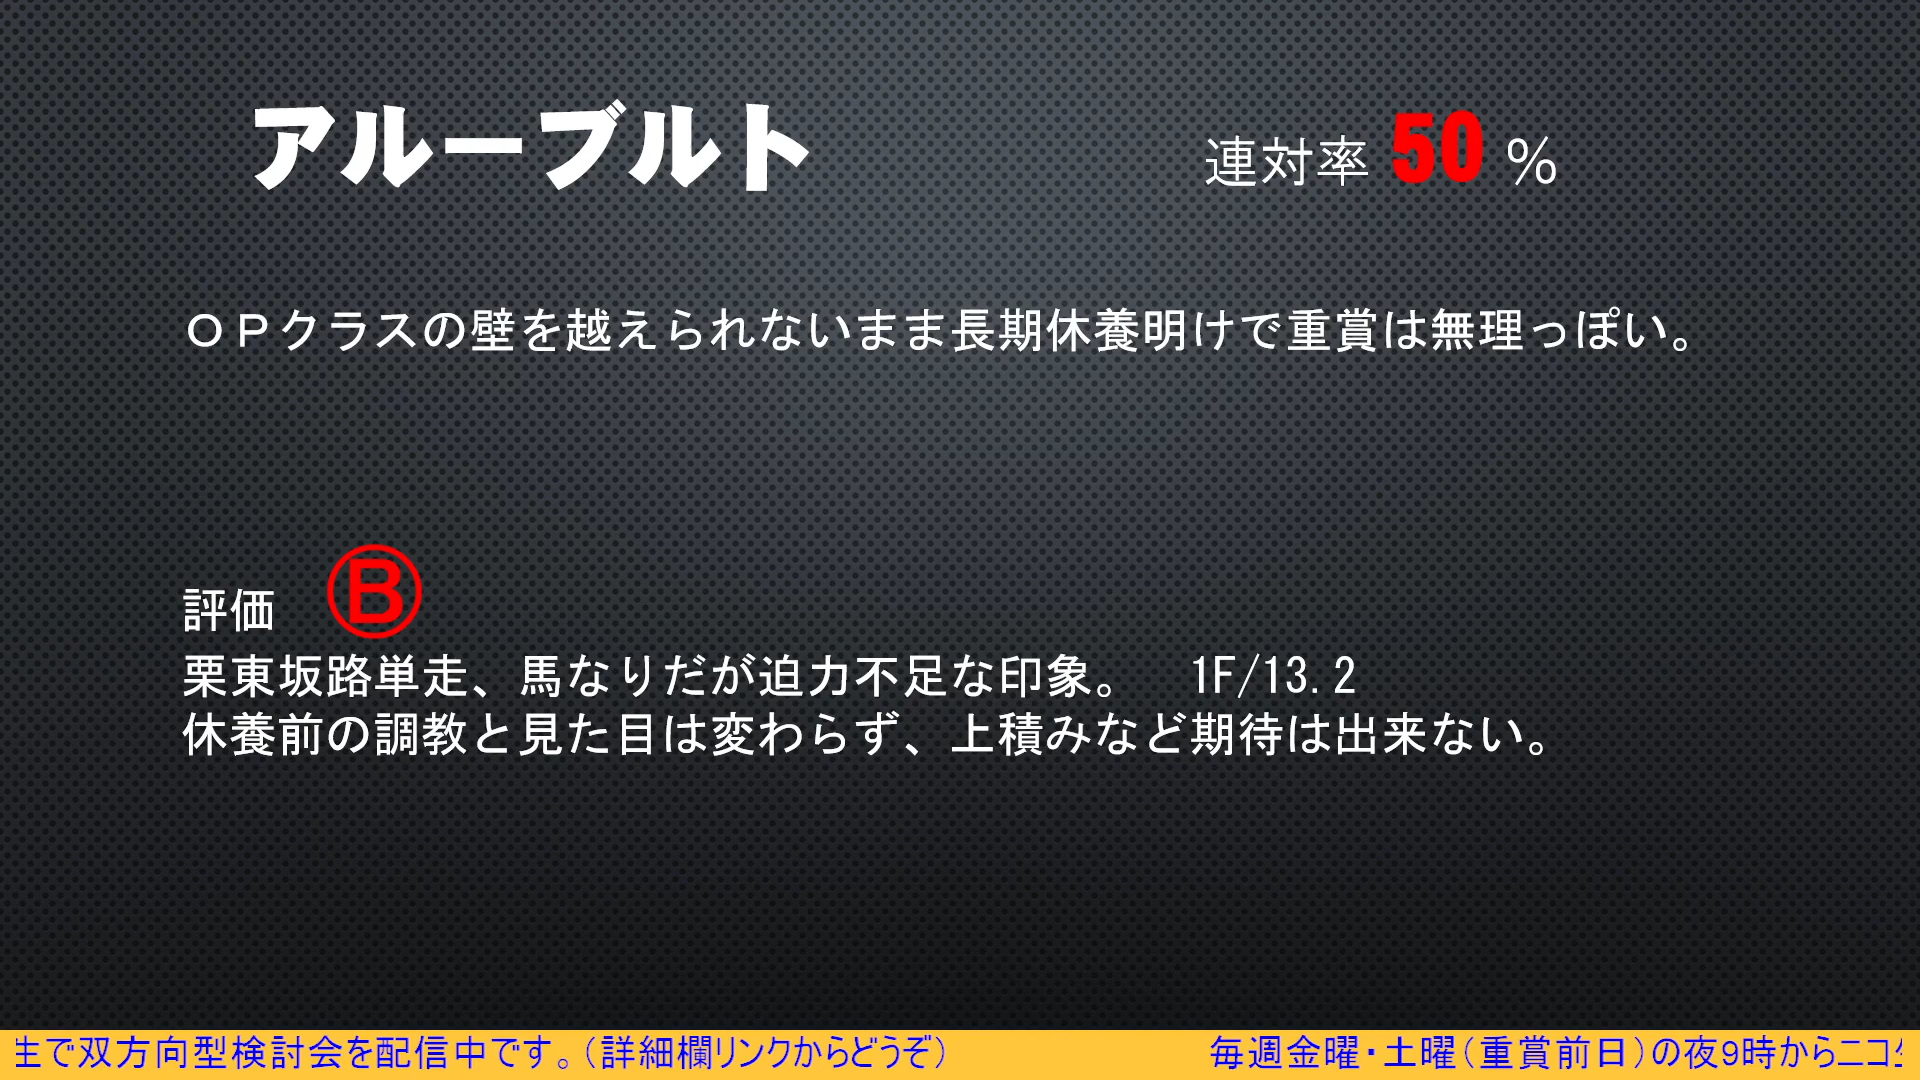 アルーブルト
連対率 50 %
ＯＰクラスの壁を越えられないまま長期休養明けで重賞は無理っぽい。
評価 Ⓑ
栗東坂路単走、馬なりだが迫力不足な印象。 1F/13.2
休養前の調教と見た目は変わらず、上積みなど期待は出来ない。
生で双方向型検討会を配信中です。（詳細欄リンクからどうぞ） 毎週金曜・土曜（重賞前日）の夜9時からニコ